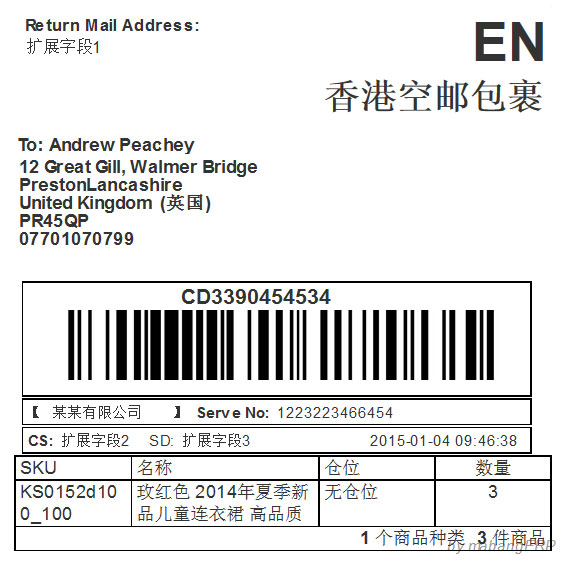 Return Mail Address:
扩展字段1
EN
香港空邮包裹
To: Andrew Peachey
12 Great Gill, Walmer Bridge
PrestonLancashire
United Kingdom (英国)
PR45QP
07701070799
CD3390454534
【 某某有限公司 】 Serve No: 1223223466454
CS: 扩展字段2 SD: 扩展字段3 2015-01-04 09:46:38
SKU 名称 仓位 数量
KS0152d10 玫红色 2014年夏季新 无仓位 3
0_100 品儿童连衣裙 高品质
1 个商品种类 3 件商品
by mabangERP